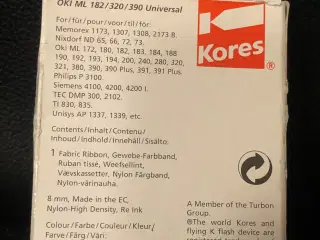 OKI ML 182/320/390 Universal
For/für/pour/voor/til/för:
Memorex 1173, 1307, 1308, 2173 B.
Nixdorf ND 65, 66, 72, 73.
Oki ML 172, 180, 182, 183, 184, 188
190, 192, 193, 194, 200, 240, 280, 320,
321, 380, 390, 390 Plus, 391, 391 Plus.
Philips P 3100.
Siemens 4100, 4200, 4200 I.
TEC DMP 300, 2102.
TI 830, 835.
Unisys AP 1337, 1339, etc.
Kores
®
Contents/Inhalt/Contenu/
Inhoud/Indhold/Innehåll/Sisälto:
1 Fabric Ribbon, Gewebe-Farbband,
Ruban tissé, Weefsellint,
Vævskassetter, Nylon Färgband,
Nylon-värinauha.
8 mm, Made in the EC,
Nylon-High Density, Re Ink
Colour/Farbe/Couleur/Kleur/
Farve/Färg/Väri:
A Member of the Turbon
Group.
®The world Kores and
flying K flash device are